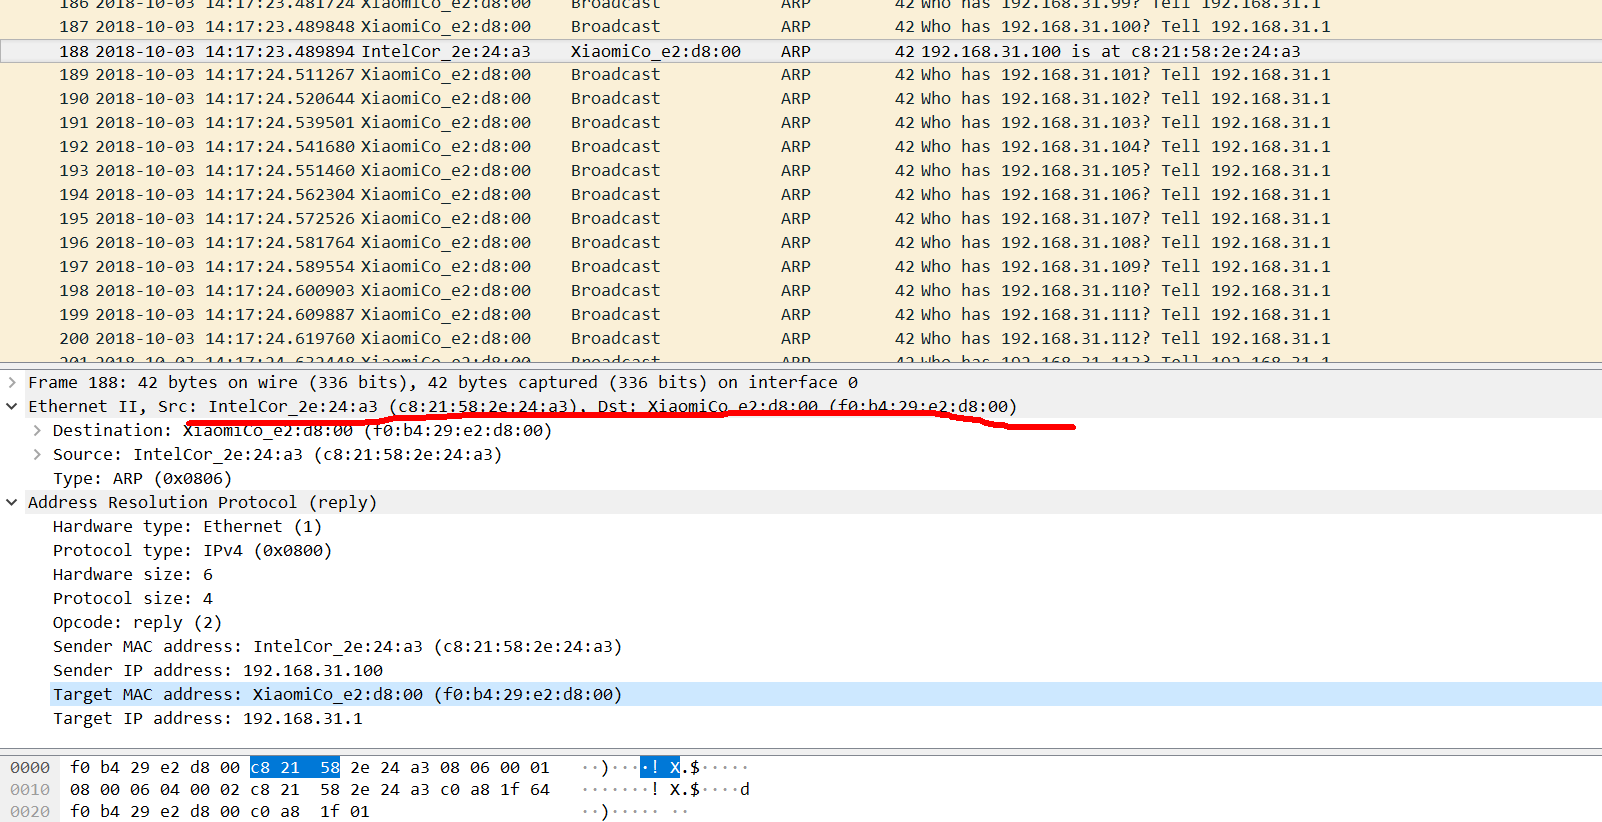 186 2018-10-03 14:17:23.481724 XiaomiCo_e2:d8:00 Broadcast ARP 42 Who has 192.168.31.99? Tell 192.168.31.1
187 2018-10-03 14:17:23.489848 XiaomiCo_e2:d8:00 Broadcast ARP 42 Who has 192.168.31.100? Tell 192.168.31.1
188 2018-10-03 14:17:23.489894 IntelCor_2e:24:a3 XiaomiCo_e2:d8:00 ARP 42 192.168.31.100 is at c8:21:58:2e:24:a3
189 2018-10-03 14:17:24.511267 XiaomiCo_e2:d8:00 Broadcast ARP 42 Who has 192.168.31.101? Tell 192.168.31.1
190 2018-10-03 14:17:24.520644 XiaomiCo_e2:d8:00 Broadcast ARP 42 Who has 192.168.31.102? Tell 192.168.31.1
191 2018-10-03 14:17:24.539501 XiaomiCo_e2:d8:00 Broadcast ARP 42 Who has 192.168.31.103? Tell 192.168.31.1
192 2018-10-03 14:17:24.541680 XiaomiCo_e2:d8:00 Broadcast ARP 42 Who has 192.168.31.104? Tell 192.168.31.1
193 2018-10-03 14:17:24.551460 XiaomiCo_e2:d8:00 Broadcast ARP 42 Who has 192.168.31.105? Tell 192.168.31.1
194 2018-10-03 14:17:24.562304 XiaomiCo_e2:d8:00 Broadcast ARP 42 Who has 192.168.31.106? Tell 192.168.31.1
195 2018-10-03 14:17:24.572526 XiaomiCo_e2:d8:00 Broadcast ARP 42 Who has 192.168.31.107? Tell 192.168.31.1
196 2018-10-03 14:17:24.581764 XiaomiCo_e2:d8:00 Broadcast ARP 42 Who has 192.168.31.108? Tell 192.168.31.1
197 2018-10-03 14:17:24.589554 XiaomiCo_e2:d8:00 Broadcast ARP 42 Who has 192.168.31.109? Tell 192.168.31.1
198 2018-10-03 14:17:24.600903 XiaomiCo_e2:d8:00 Broadcast ARP 42 Who has 192.168.31.110? Tell 192.168.31.1
199 2018-10-03 14:17:24.609887 XiaomiCo_e2:d8:00 Broadcast ARP 42 Who has 192.168.31.111? Tell 192.168.31.1
200 2018-10-03 14:17:24.619760 XiaomiCo_e2:d8:00 Broadcast ARP 42 Who has 192.168.31.112? Tell 192.168.31.1
201 2018-10-03 14:17:24.632448 XiaomiCo_e2:d8:00 Broadcast ARP 42 Who has 192.168.31.113? Tell 192.168.31.1
Frame 188: 42 bytes on wire (336 bits), 42 bytes captured (336 bits) on interface 0
Ethernet II, Src: IntelCor_2e:24:a3 (c8:21:58:2e:24:a3), Dst: XiaomiCo_e2:d8:00 (f0:b4:29:e2:d8:00)
Destination: XiaomiCo_e2:d8:00 (f0:b4:29:e2:d8:00)
Source: IntelCor_2e:24:a3 (c8:21:58:2e:24:a3)
Type: ARP (0x0806)
Address Resolution Protocol (reply)
Hardware type: Ethernet (1)
Protocol type: IPv4 (0x0800)
Hardware size: 6
Protocol size: 4
Opcode: reply (2)
Sender MAC address: IntelCor_2e:24:a3 (c8:21:58:2e:24:a3)
Sender IP address: 192.168.31.100
Target MAC address: XiaomiCo_e2:d8:00 (f0:b4:29:e2:d8:00)
Target IP address: 192.168.31.1
0000 f0 b4 29 e2 d8 00 c8 21 58 2e 24 a3 08 06 00 01 ··)····! X.$·····
0010 08 00 06 04 00 02 c8 21 58 2e 24 a3 c0 a8 1f 64 ·······! X.$····d
0020 f0 b4 29 e2 d8 00 c0 a8 1f 01 ··)····· ··